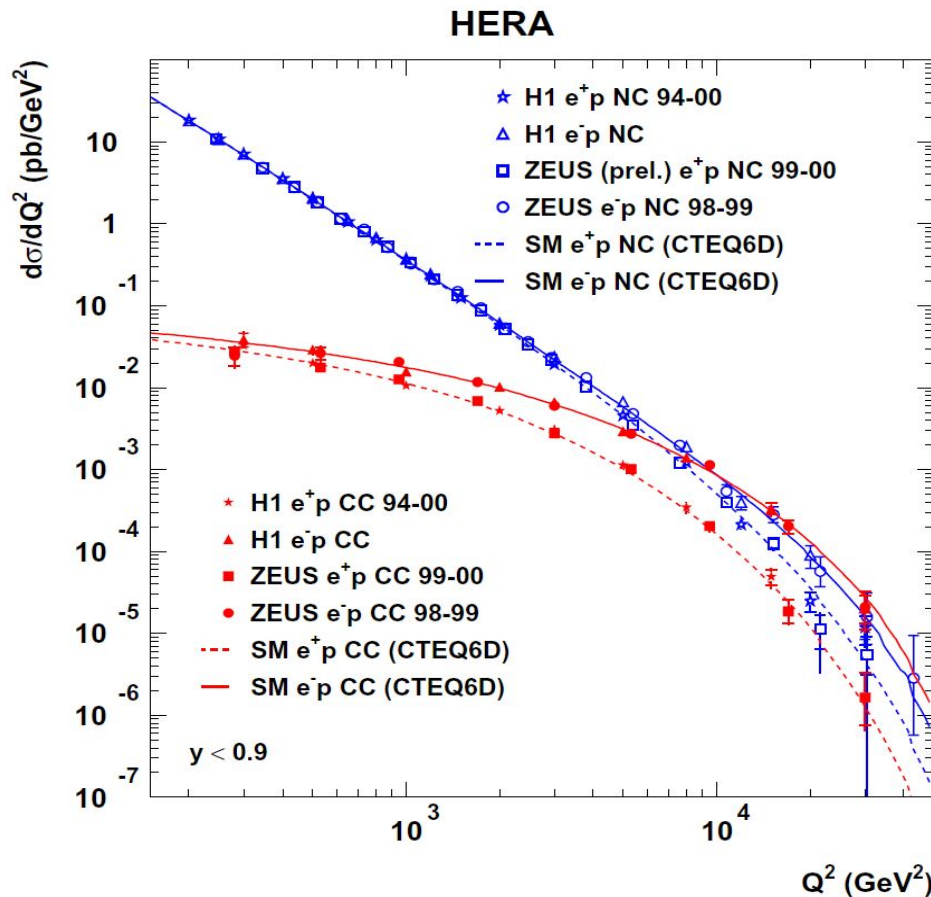 HERA
dσ/dQ² (pb/GeV²)
10
1
10⁻¹
10⁻²
10⁻³
10⁻⁴
10⁻⁵
10⁻⁶
10⁻⁷
H1 e⁺p NC 94-00
H1 e⁻p NC
ZEUS (prel.) e⁺p NC 99-00
ZEUS e⁻p NC 98-99
SM e⁺p NC (CTEQ6D)
SM e⁻p NC (CTEQ6D)
H1 e⁺p CC 94-00
H1 e⁻p CC
ZEUS e⁺p CC 99-00
ZEUS e⁻p CC 98-99
SM e⁺p CC (CTEQ6D)
SM e⁻p CC (CTEQ6D)
y < 0.9
10³
10⁴
Q² (GeV²)